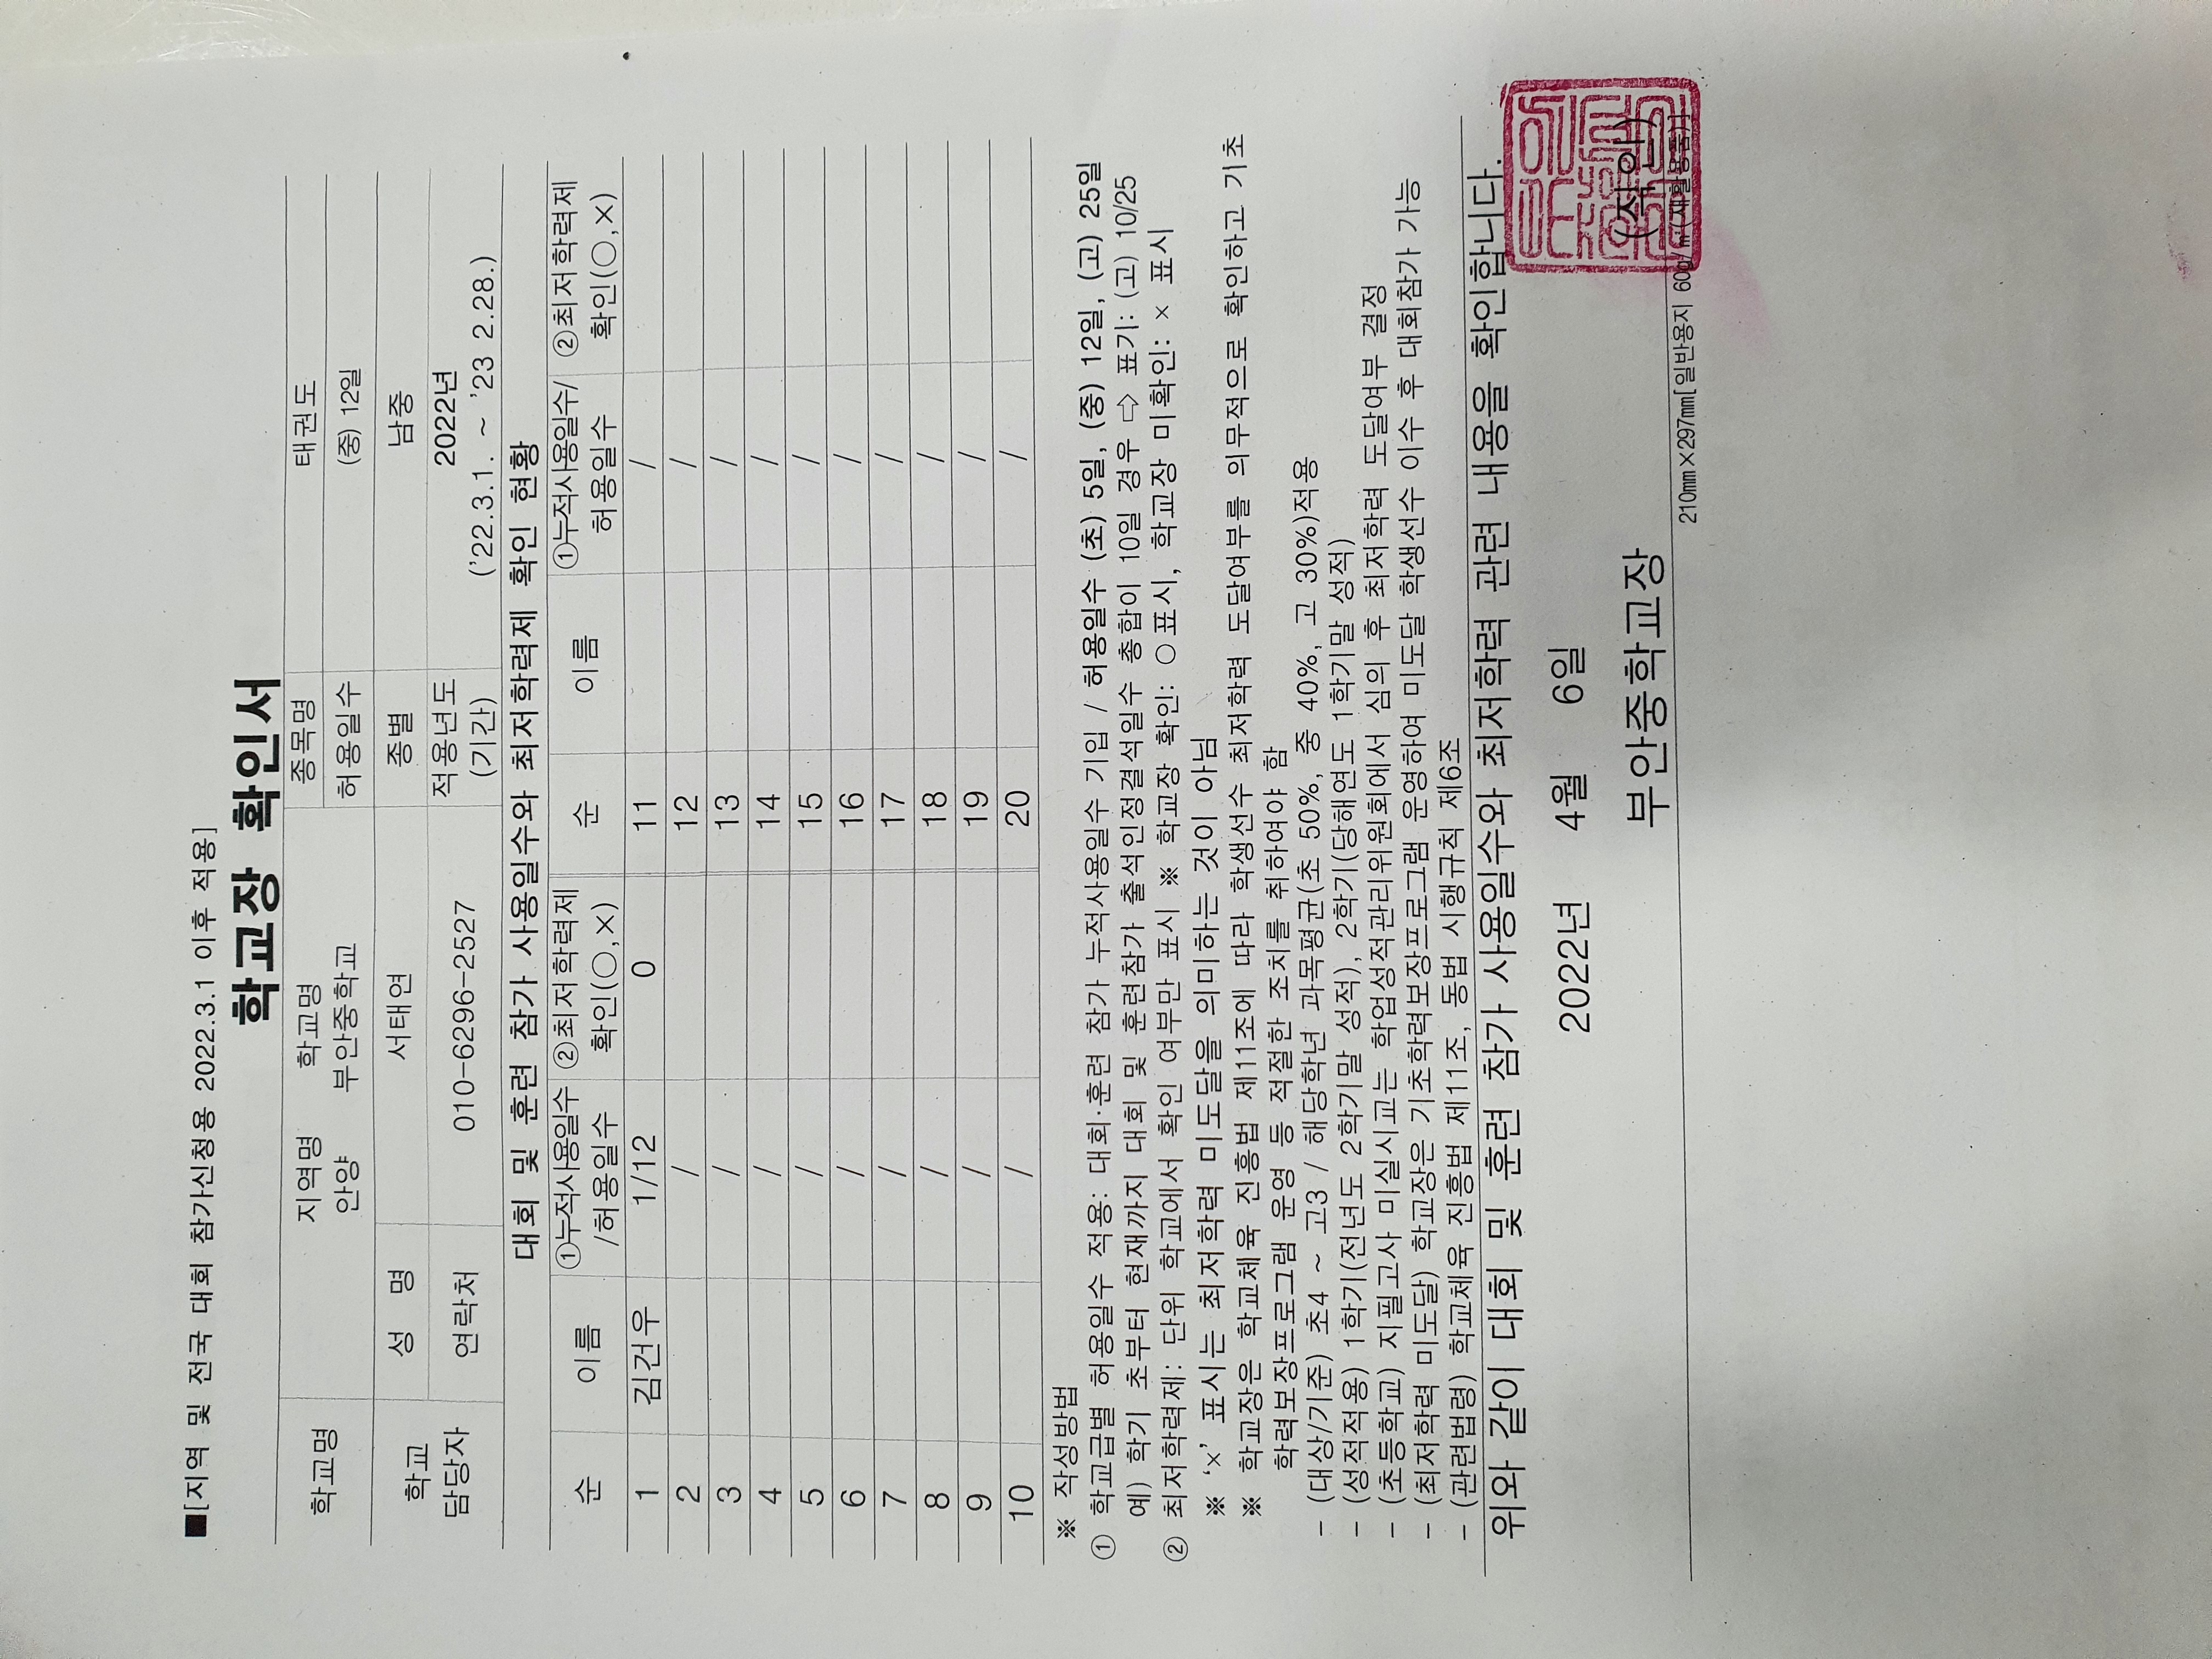 ■[지역 및 전국 대회 참가신청용 2022.3.1 이후 적용]
학교장 확인서
학교명 지역명 학교명 종목명 태권도
안양 부안중학교 허용일수 (중) 12일
학교 담당자 성 명 서태연 종별 남중
연락처 010-6296-2527 적용년도 (기간) 2022년
('22.3.1. ~ '23 2.28.)
대회 및 훈련 참가 사용일수와 최저학력제 확인 현황
순 이름 ①누적사용일수 /허용일수 ②최저학력제 확인(○,×) 순 이름 ①누적사용일수/ 허용일수 ②최저학력제 확인(○,×)
1 김건우 1/12 0 11 /
2 / 12 /
3 / 13 /
4 / 14 /
5 / 15 /
6 / 16 /
7 / 17 /
8 / 18 /
9 / 19 /
10 / 20 /
※ 작성방법
① 학교급별 허용일수 적용: 대회·훈련 참가 누적사용일수 기입 / 허용일수 (초) 5일, (중) 12일, (고) 25일
예) 학기 초부터 현재까지 대회 및 훈련참가 출석인정결석일수 총합이 10일 경우 ⇨ 표기: (고) 10/25
② 최저학력제: 단위 학교에서 확인 여부만 표시 ※ 학교장 확인: ○표시, 학교장 미확인: × 표시
※ '×' 표시는 최저학력 미도달을 의미하는 것이 아님
※ 학교장은 학교체육 진흥법 제11조에 따라 학생선수 최저학력 도달여부를 의무적으로 확인하고 기초
학력보장프로그램 운영 등 적절한 조치를 취하여야 함
- (대상/기준) 초4 ~ 고3 / 해당학년 과목평균(초 50%, 중 40%, 고 30%)적용
- (성적적용) 1학기(전년도 2학기말 성적), 2학기(당해연도 1학기말 성적)
- (초등학교) 지필고사 미실시교는 학업성적관리위원회에서 심의 후 최저학력 도달여부 결정
- (최저학력 미도달) 학교장은 기초학력보장프로그램 운영하여 미도달 학생선수 이수 후 대회참가 가능
- (관련법령) 학교체육 진흥법 제11조, 동법 시행규칙 제6조
위와 같이 대회 및 훈련 참가 사용일수와 최저학력 관련 내용을 확인합니다.
2022년 4월 6일
부안중학교장 (직인)
210mm×297mm[일반용지 60g/㎡(재활용품)]